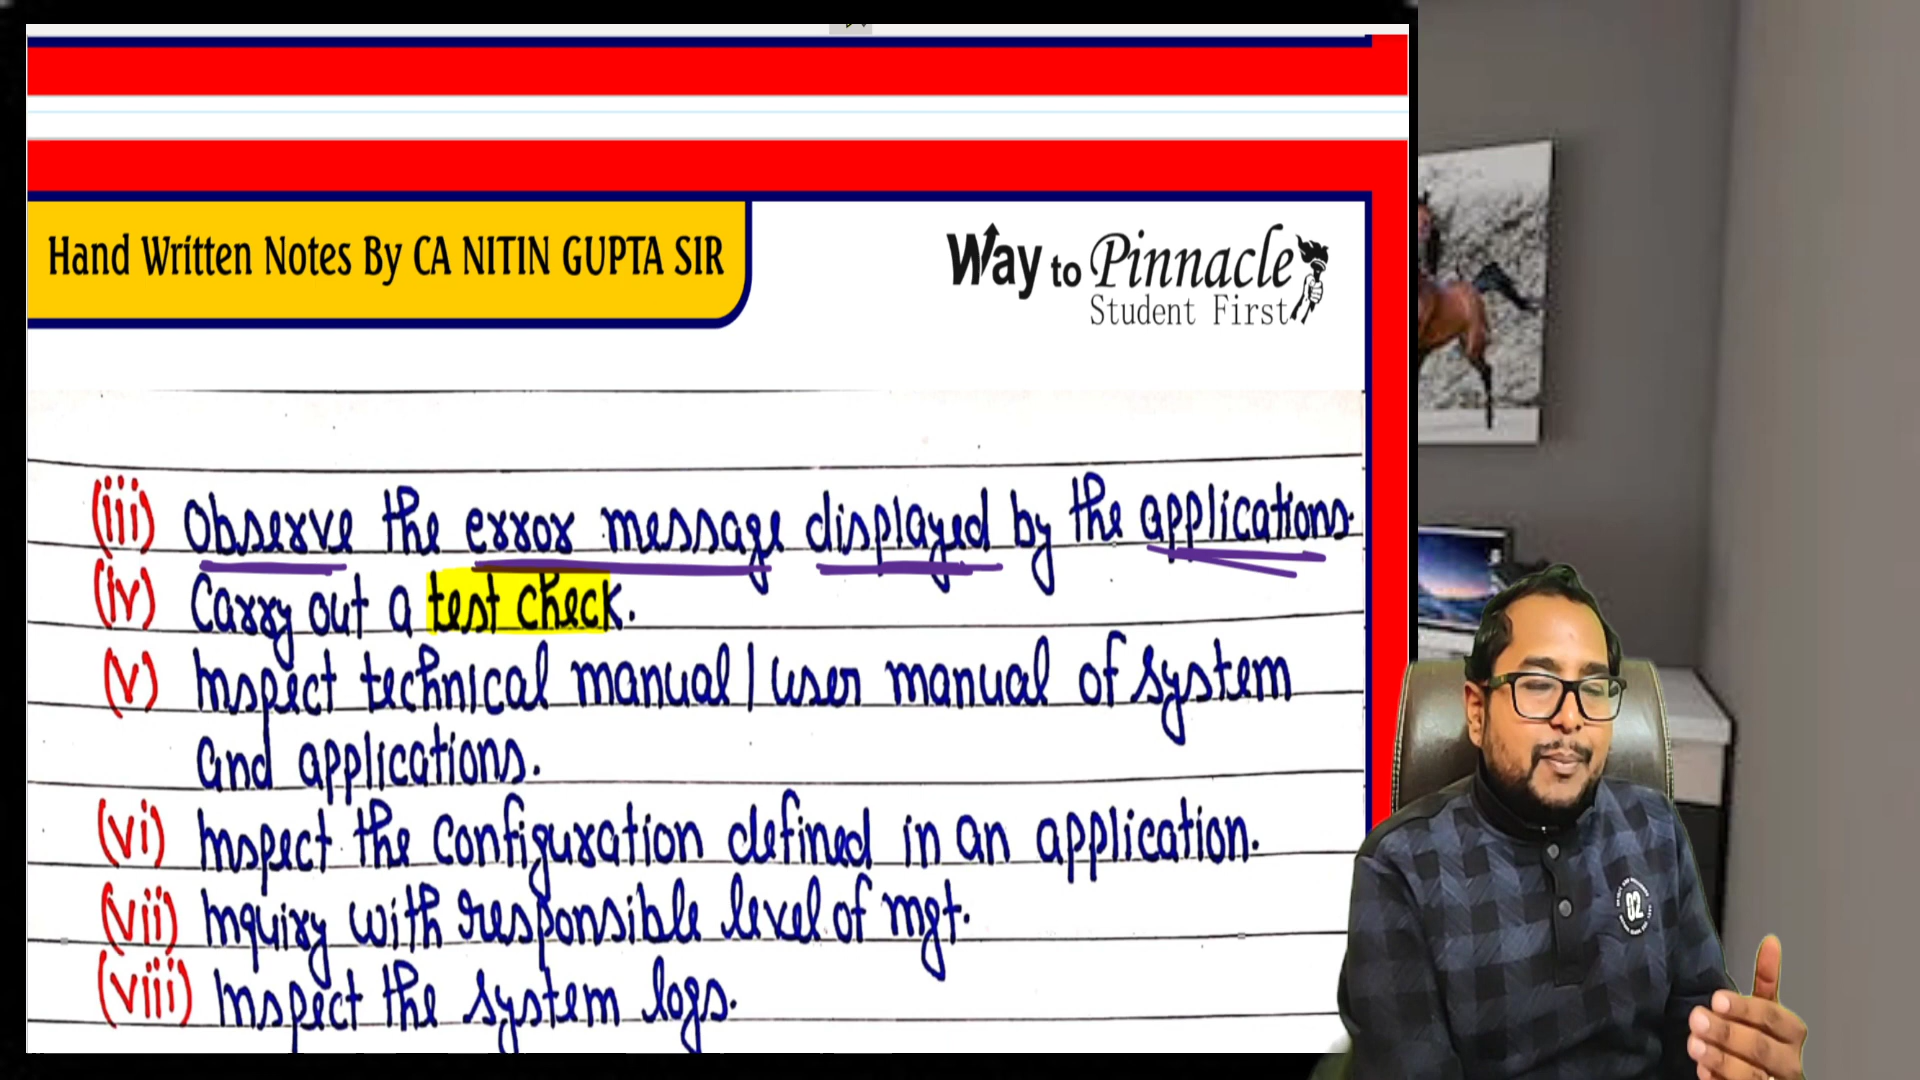 Hand Written Notes By CA NITIN GUPTA SIR
Way to Pinnacle
Student First
(iii) Observe the error message displayed by the applications.
(iv) Carry out a test check.
(v) Inspect technical manual / user manual of system
and applications.
(vi) Inspect the configuration defined in an application.
(vii) Inquiry with responsible level of mgt.
(viii) Inspect the system logs.
02